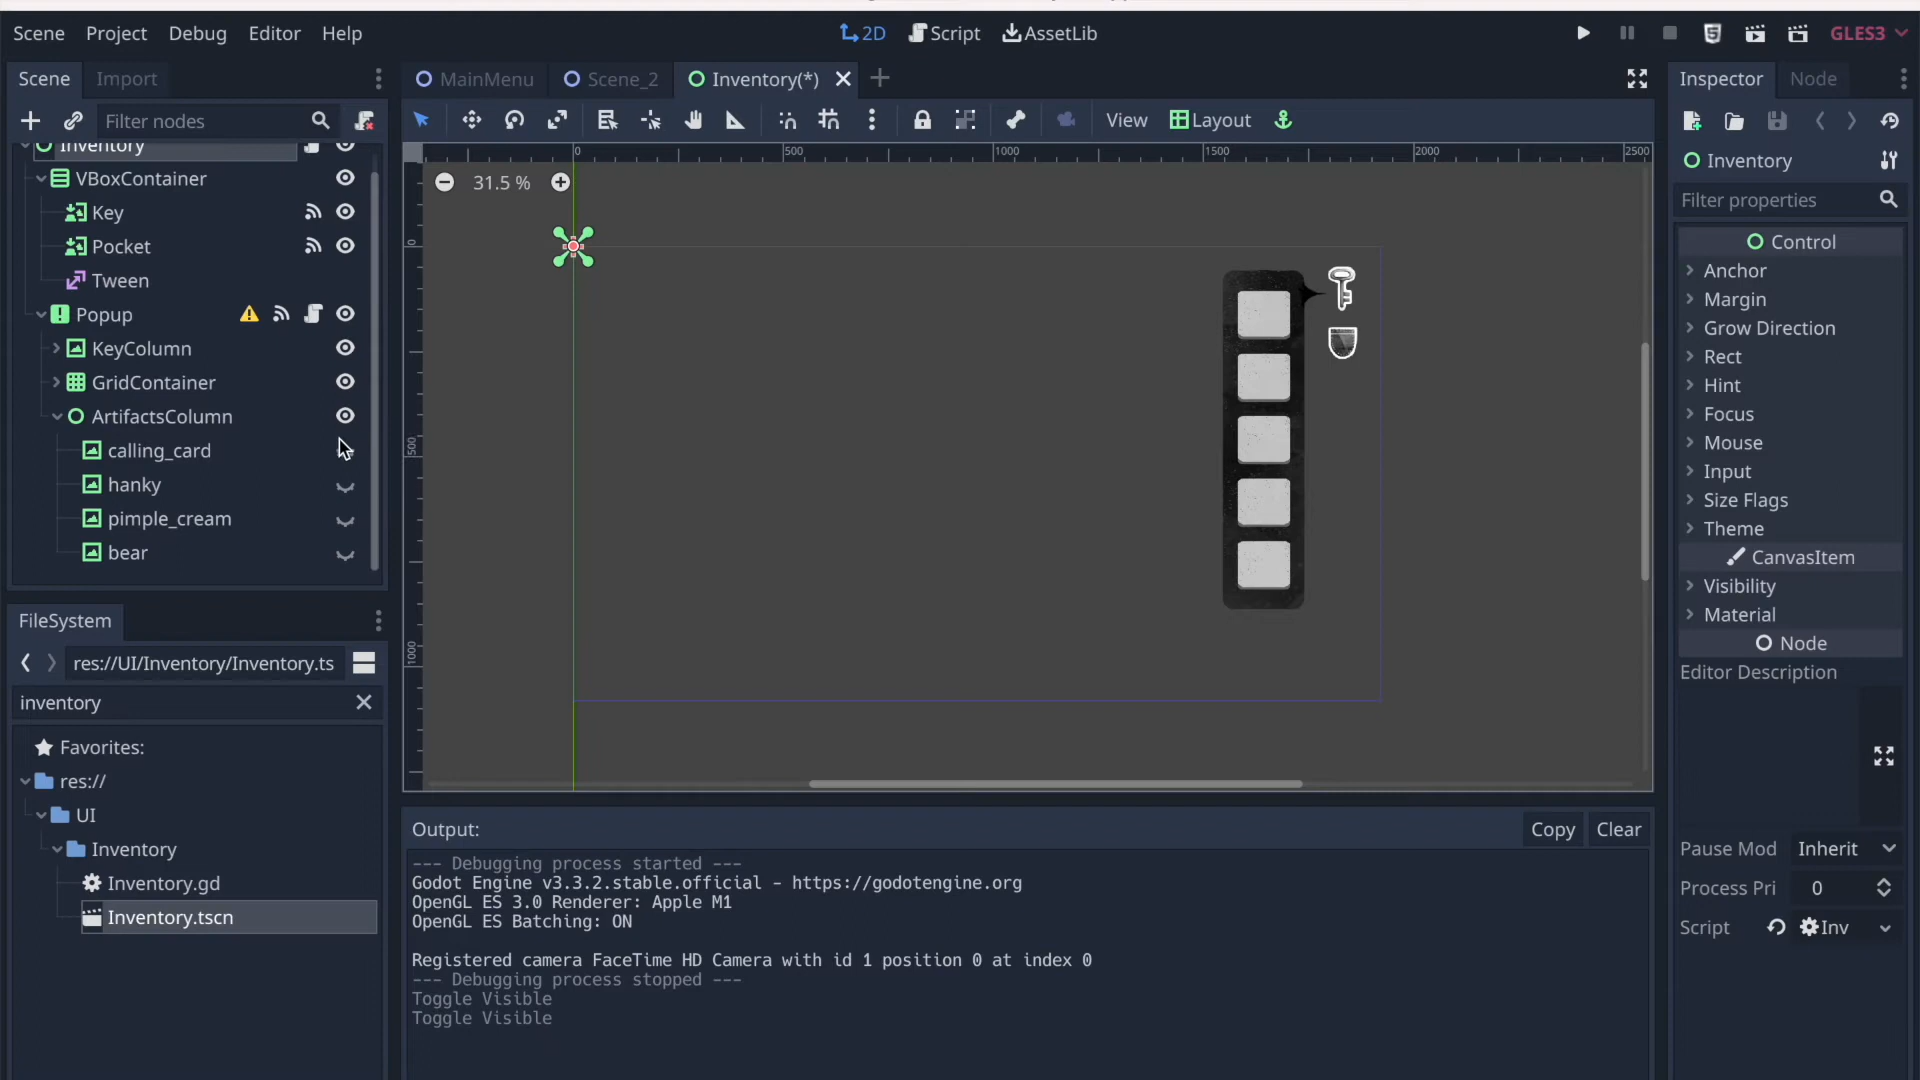 Scene Project Debug Editor Help 2D Script AssetLib GLES3
Scene Import MainMenu Scene_2 Inventory(*) Inspector Node
Filter nodes View Layout
Inventory
VBoxContainer
Key
Pocket
Tween
Popup
KeyColumn
GridContainer
ArtifactsColumn
calling_card
hanky
pimple_cream
bear
0 500 1000 1500 2000 2500
31.5 %
0
500
1000
FileSystem
res://UI/Inventory/Inventory.ts
inventory
Favorites:
res://
UI
Inventory
Inventory.gd
Inventory.tscn
Output: Copy Clear
--- Debugging process started ---
Godot Engine v3.3.2.stable.official - https://godotengine.org
OpenGL ES 3.0 Renderer: Apple M1
OpenGL ES Batching: ON
Registered camera FaceTime HD Camera with id 1 position 0 at index 0
--- Debugging process stopped ---
Toggle Visible
Toggle Visible
Inventory
Filter properties
Control
Anchor
Margin
Grow Direction
Rect
Hint
Focus
Mouse
Input
Size Flags
Theme
CanvasItem
Visibility
Material
Node
Editor Description
Pause Mod Inherit
Process Pri 0
Script Inv